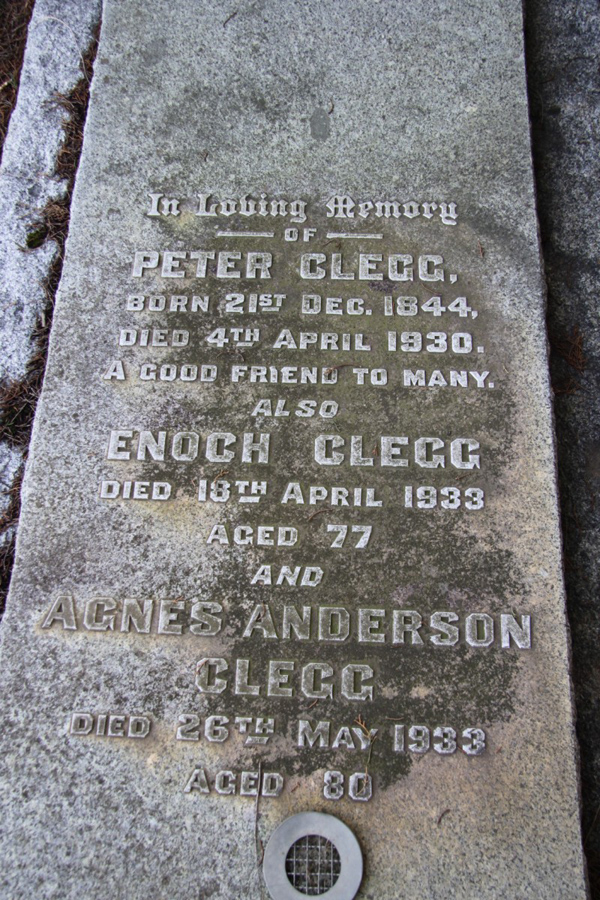 In Loving Memory
OF
PETER CLEGG,
BORN 21ST DEC. 1844,
DIED 4TH APRIL 1930.
A GOOD FRIEND TO MANY.
ALSO
ENOCH CLEGG
DIED 18TH APRIL 1933
AGED 77
AND
AGNES ANDERSON
CLEGG
DIED 26TH MAY 1933
AGED 80